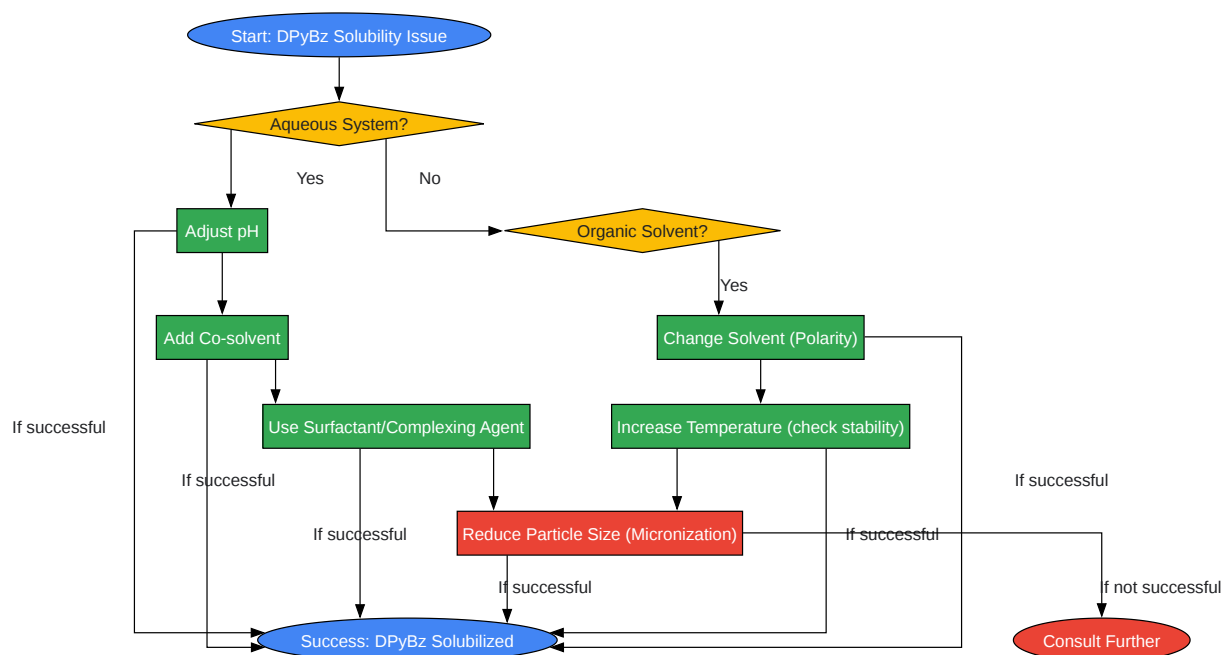 Start: DPyBz Solubility Issue
Aqueous System?
Yes
No
Adjust pH
Organic Solvent?
Yes
Add Co-solvent
Change Solvent (Polarity)
If successful
Use Surfactant/Complexing Agent
Increase Temperature (check stability)
If successful
If successful
If successful
Reduce Particle Size (Micronization)
If successful
If successful
If not successful
Success: DPyBz Solubilized
Consult Further